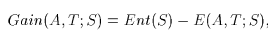 Gain(A, T; S) = Ent(S) − E(A, T; S),